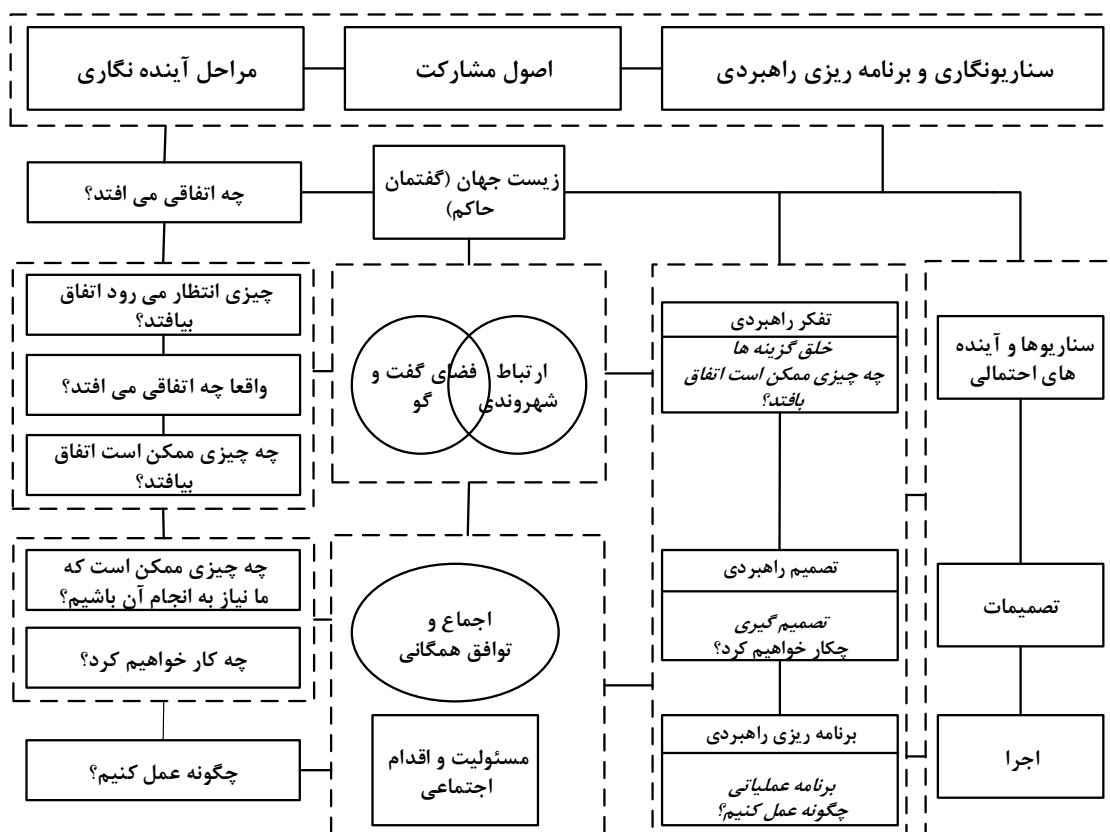 سناریونگاری و برنامه ریزی راهبردی
اصول مشارکت
مراحل آینده نگاری
زیست جهان (گفتمان
حاکم)
چه اتفاقی می افتد؟
چیزی انتظار می رود اتفاق
بیافتد؟
واقعا چه اتفاقی می افتد؟
چه چیزی ممکن است اتفاق
بیافتد؟
ارتباط
شهروندی
فضای گفت و
گو
تفکر راهبردی
خلق گزینه ها
چه چیزی ممکن است اتفاق
بافتد؟
سناریوها و آینده
های احتمالی
چه چیزی ممکن است که
ما نیاز به انجام آن باشیم؟
چه کار خواهیم کرد؟
اجماع و
توافق همگانی
تصمیم راهبردی
تصمیم گیری
چکار خواهیم کرد؟
تصمیمات
چگونه عمل کنیم؟
مسئولیت و اقدام
اجتماعی
برنامه ریزی راهبردی
برنامه عملیاتی
چگونه عمل کنیم؟
اجرا